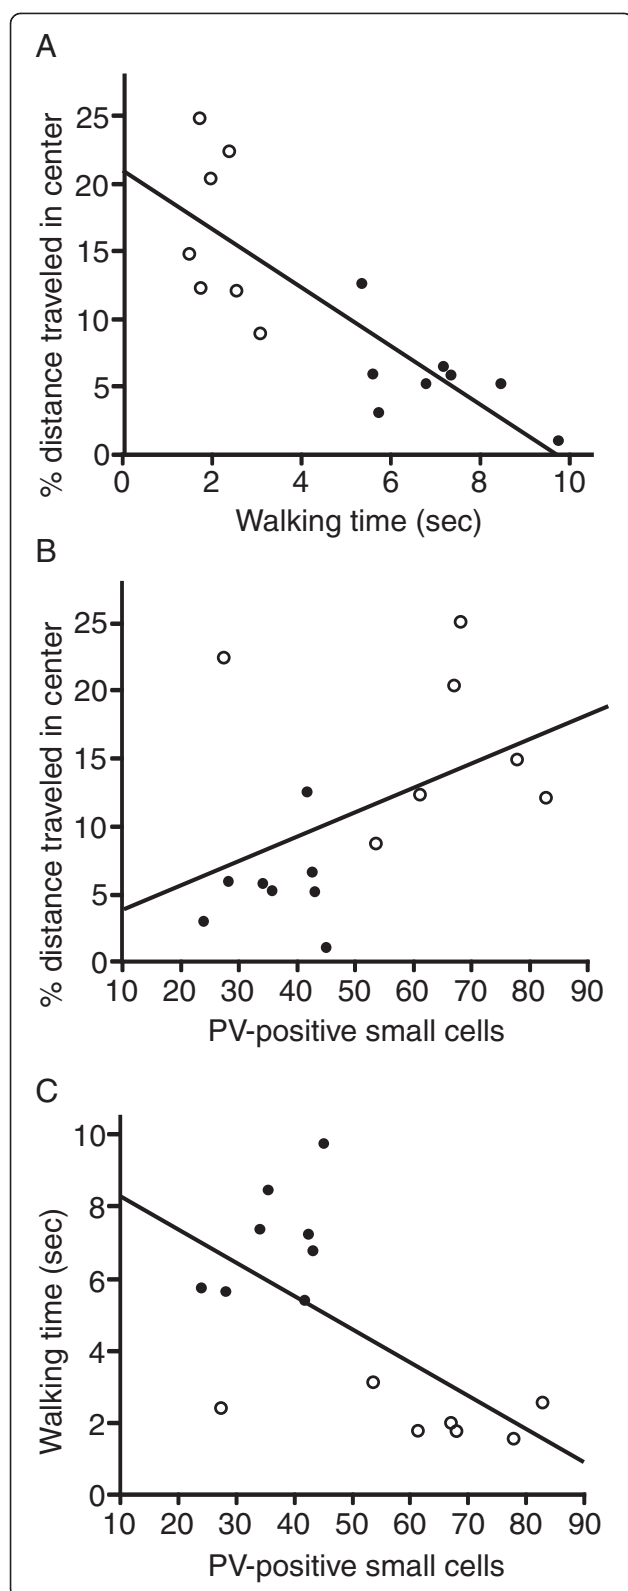 A
% distance traveled in center
25
20
15
10
5
0
0 2 4 6 8 10
Walking time (sec)
B
% distance traveled in center
25
20
15
10
5
0
10 20 30 40 50 60 70 80 90
PV-positive small cells
C
Walking time (sec)
10
8
6
4
2
0
10 20 30 40 50 60 70 80 90
PV-positive small cells